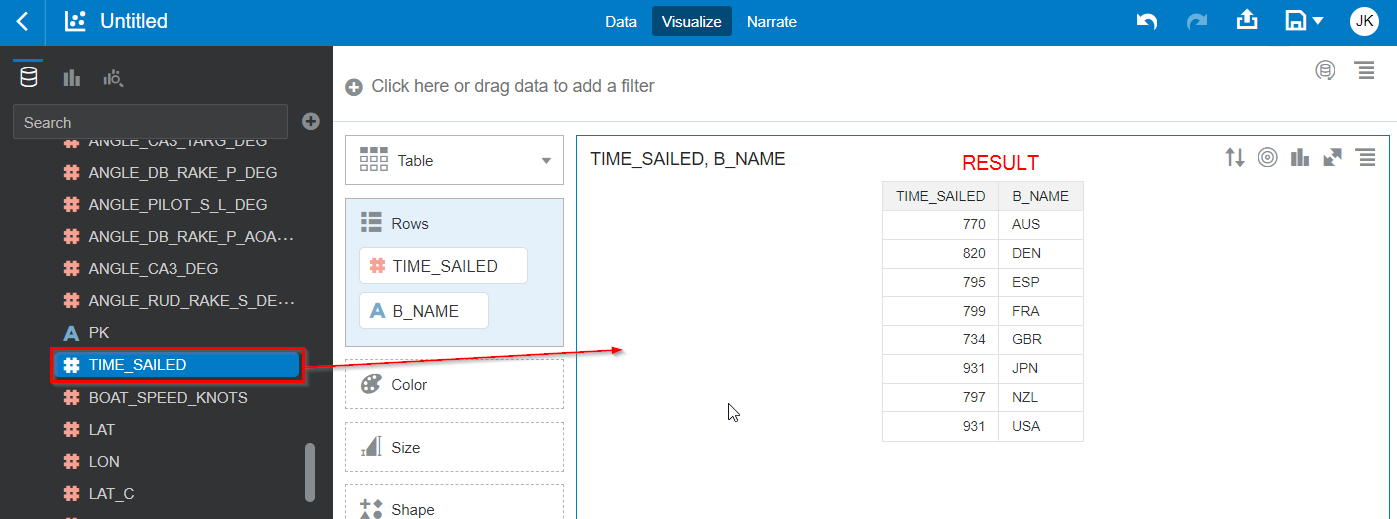 Untitled
Data Visualize Narrate
JK
Search
ANGLE_CA3_TARG_DEG
ANGLE_DB_RAKE_P_DEG
ANGLE_PILOT_S_L_DEG
ANGLE_DB_RAKE_P_AOA...
ANGLE_CA3_DEG
ANGLE_RUD_RAKE_S_DE...
A PK
TIME_SAILED
BOAT_SPEED_KNOTS
LAT
LON
LAT_C
Click here or drag data to add a filter
Table
Rows
TIME_SAILED
A B_NAME
Color
Size
Shape
TIME_SAILED, B_NAME
RESULT
TIME_SAILED B_NAME
770 AUS
820 DEN
795 ESP
799 FRA
734 GBR
931 JPN
797 NZL
931 USA